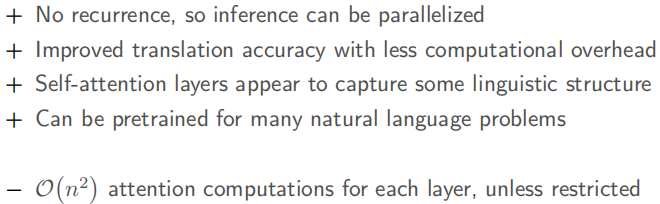 + No recurrence, so inference can be parallelized
+ Improved translation accuracy with less computational overhead
+ Self-attention layers appear to capture some linguistic structure
+ Can be pretrained for many natural language problems
− 𝒪(n²) attention computations for each layer, unless restricted